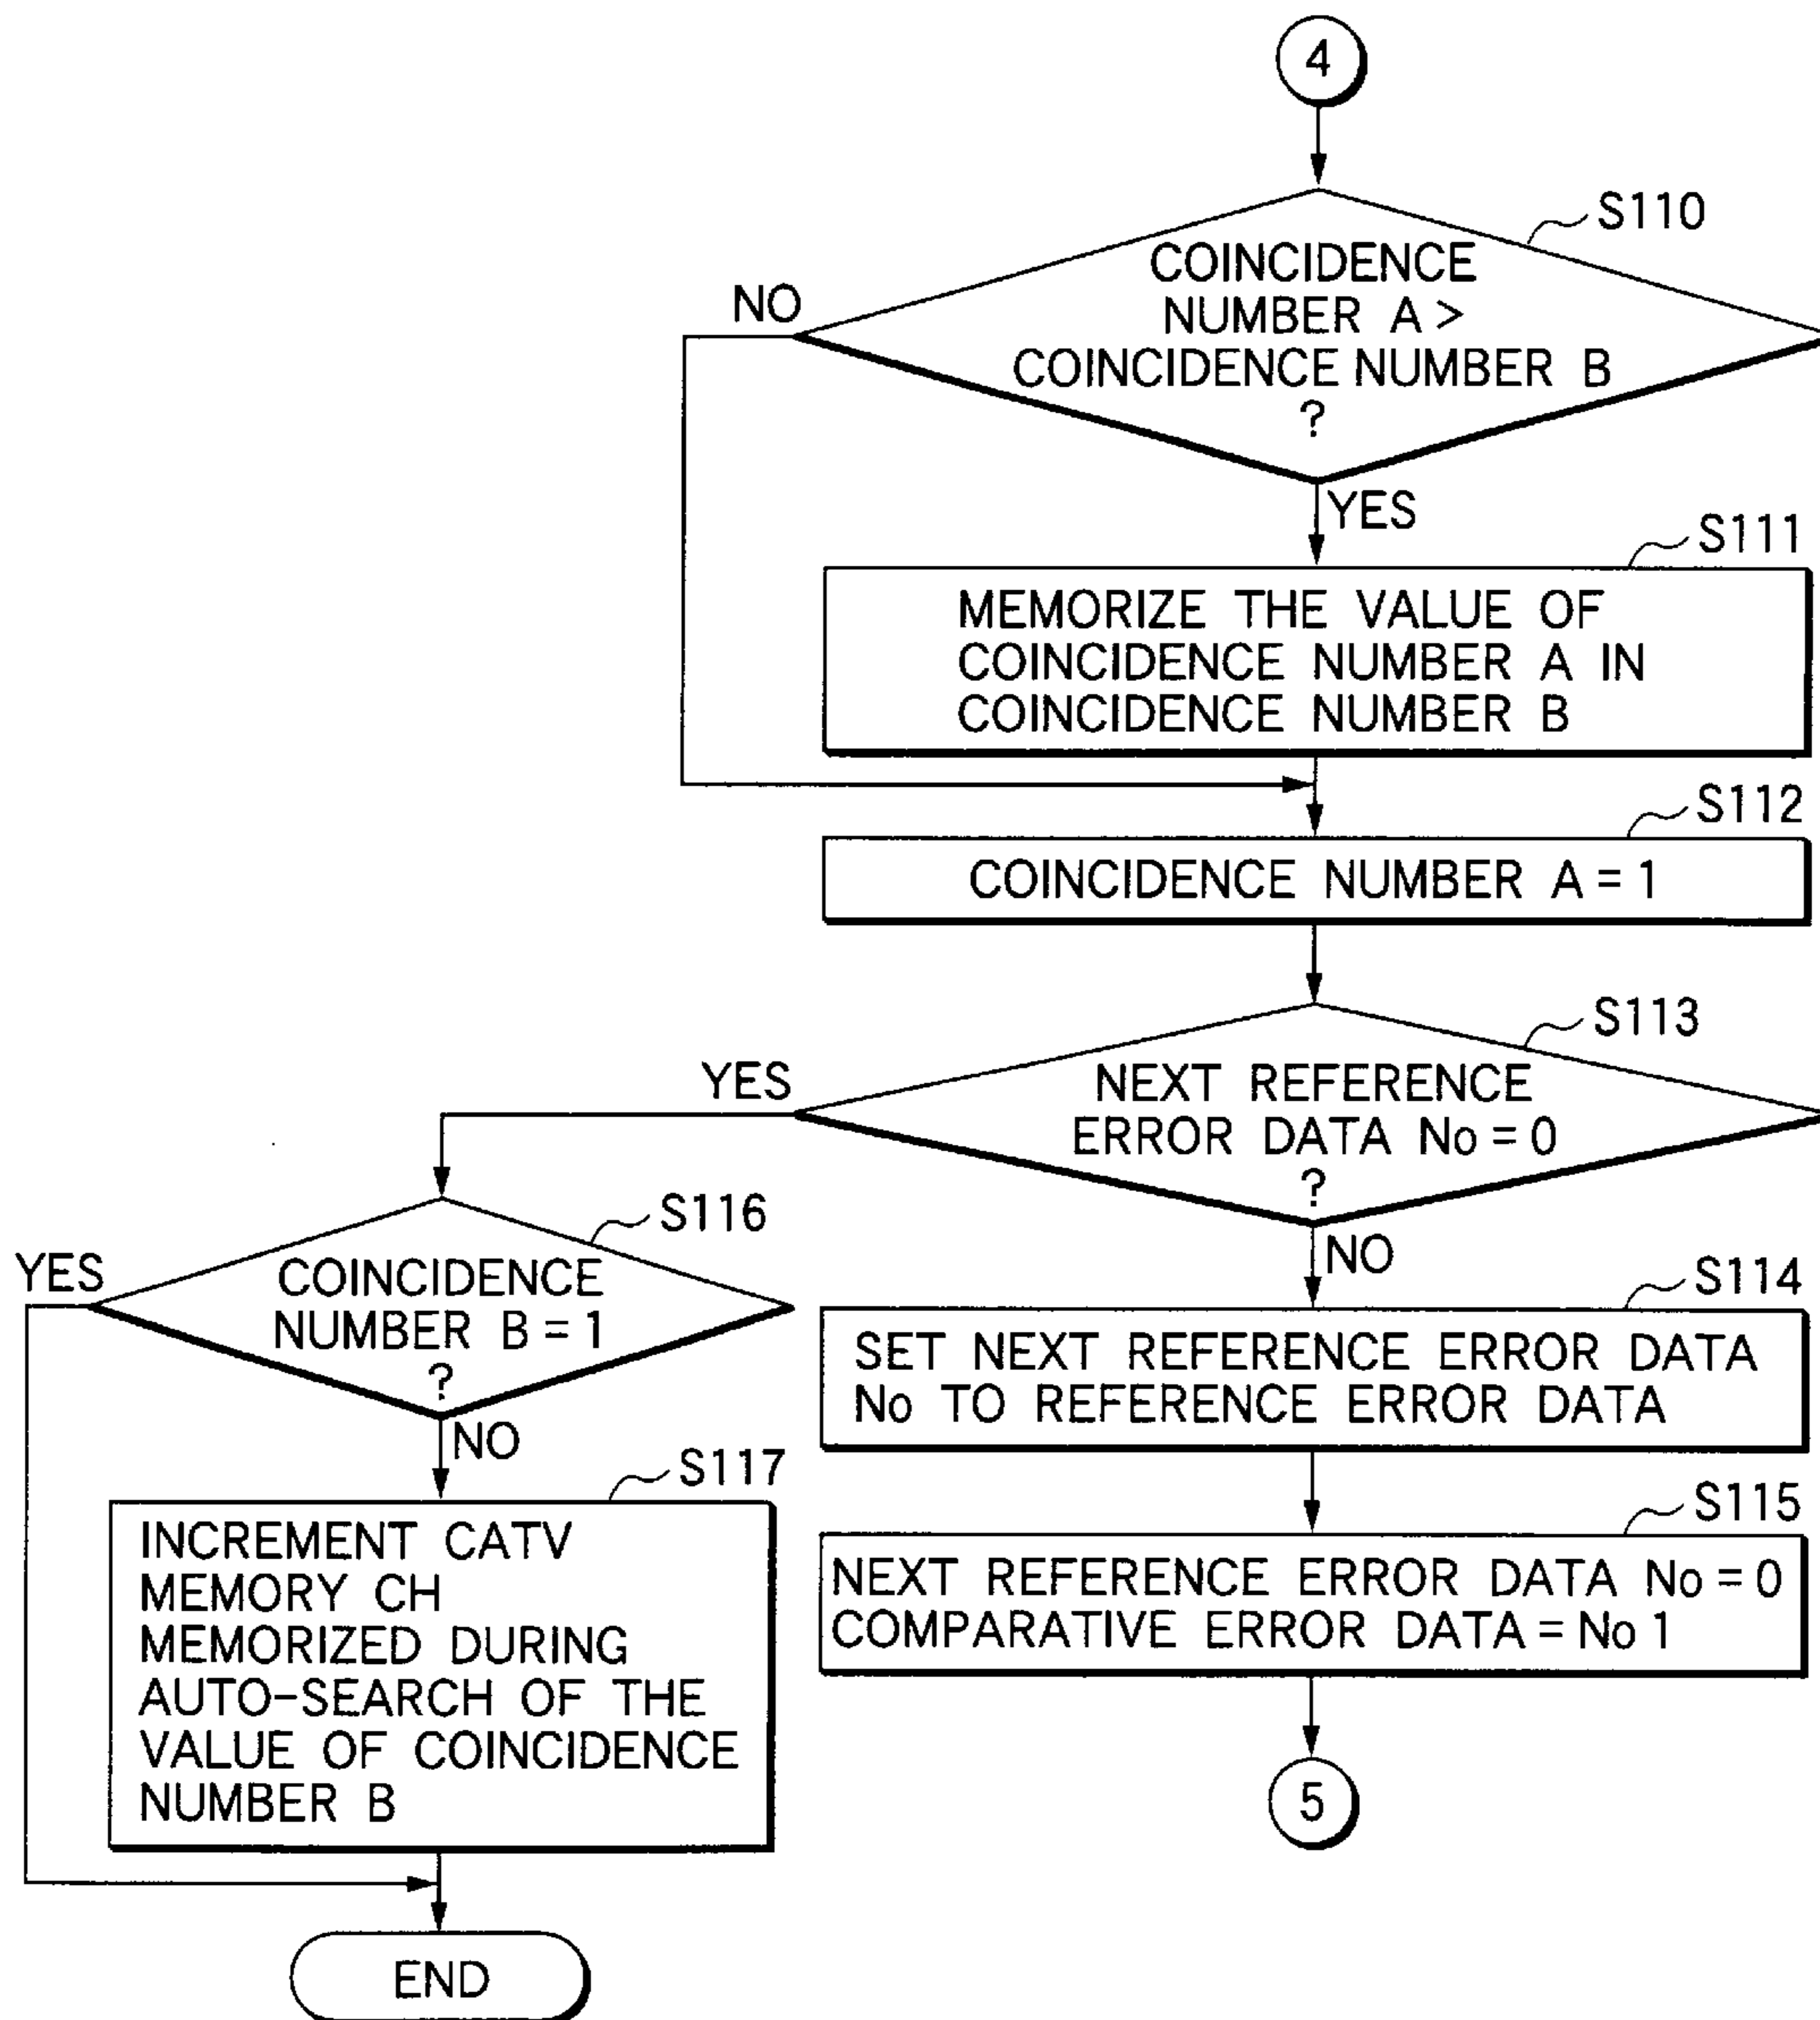 4
S110
COINCIDENCE
NUMBER A >
COINCIDENCE NUMBER B
?
NO
YES
S111
MEMORIZE THE VALUE OF
COINCIDENCE NUMBER A IN
COINCIDENCE NUMBER B
S112
COINCIDENCE NUMBER A = 1
S113
NEXT REFERENCE
ERROR DATA No = 0
?
YES
NO
S116
COINCIDENCE
NUMBER B = 1
?
YES
NO
S114
SET NEXT REFERENCE ERROR DATA
No TO REFERENCE ERROR DATA
S117
INCREMENT CATV
MEMORY CH
MEMORIZED DURING
AUTO-SEARCH OF THE
VALUE OF COINCIDENCE
NUMBER B
S115
NEXT REFERENCE ERROR DATA No = 0
COMPARATIVE ERROR DATA = No 1
5
END